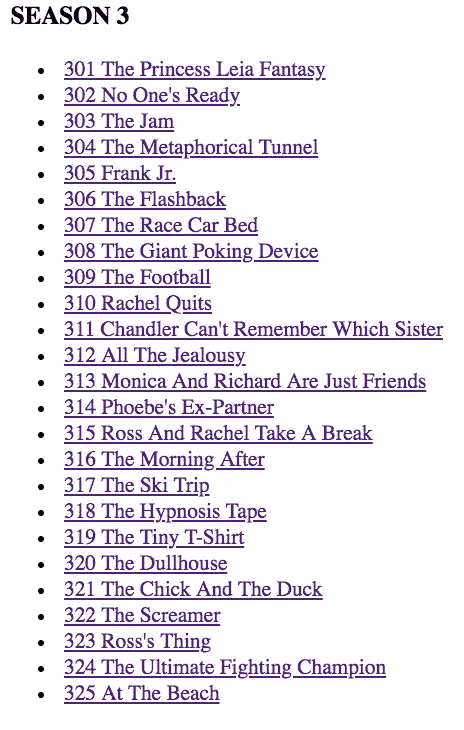 SEASON 3
301 The Princess Leia Fantasy
302 No One's Ready
303 The Jam
304 The Metaphorical Tunnel
305 Frank Jr.
306 The Flashback
307 The Race Car Bed
308 The Giant Poking Device
309 The Football
310 Rachel Quits
311 Chandler Can't Remember Which Sister
312 All The Jealousy
313 Monica And Richard Are Just Friends
314 Phoebe's Ex-Partner
315 Ross And Rachel Take A Break
316 The Morning After
317 The Ski Trip
318 The Hypnosis Tape
319 The Tiny T-Shirt
320 The Dullhouse
321 The Chick And The Duck
322 The Screamer
323 Ross's Thing
324 The Ultimate Fighting Champion
325 At The Beach